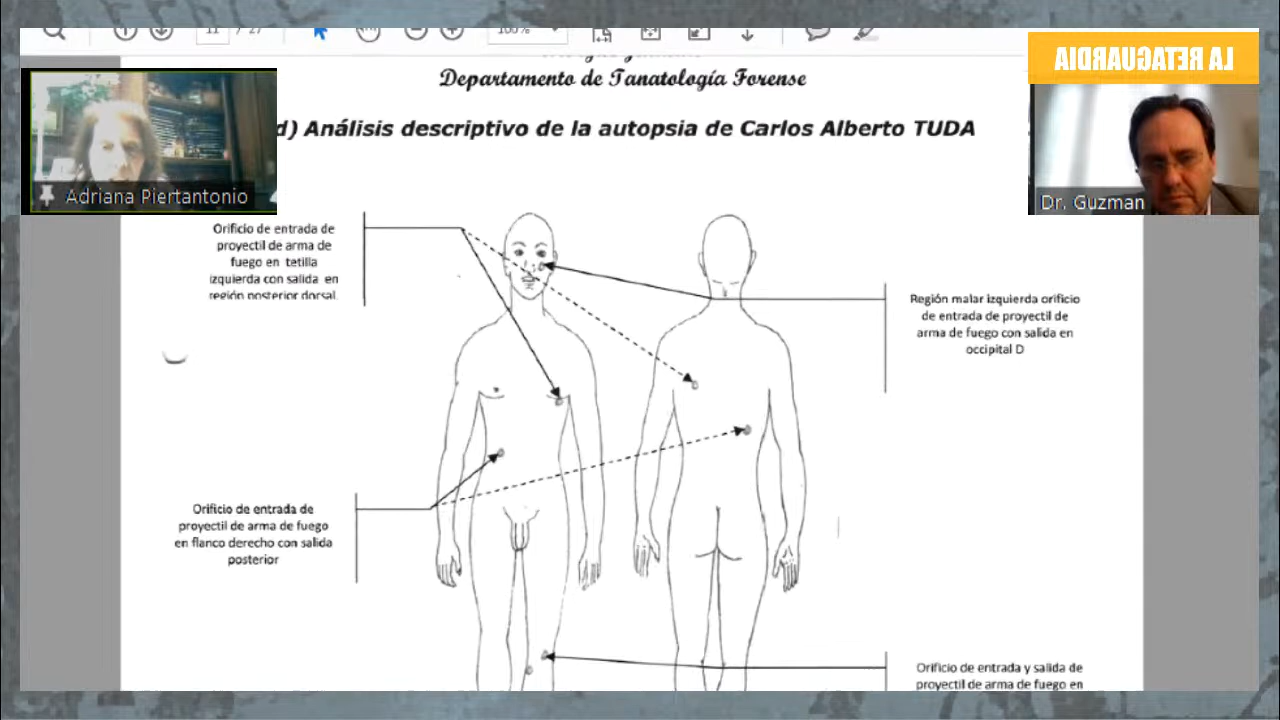 11 / 27
100%
LA RETAGUARDIA
Departamento de Tanatología Forense
d) Análisis descriptivo de la autopsia de Carlos Alberto TUDA
Adriana Piertantonio
Dr. Guzman
Orificio de entrada de
proyectil de arma de
fuego en tetilla
izquierda con salida en
región posterior dorsal.
Región malar izquierda orificio
de entrada de proyectil de
arma de fuego con salida en
occipital D
Orificio de entrada de
proyectil de arma de fuego
en flanco derecho con salida
posterior
Orificio de entrada y salida de
proyectil de arma de fuego en